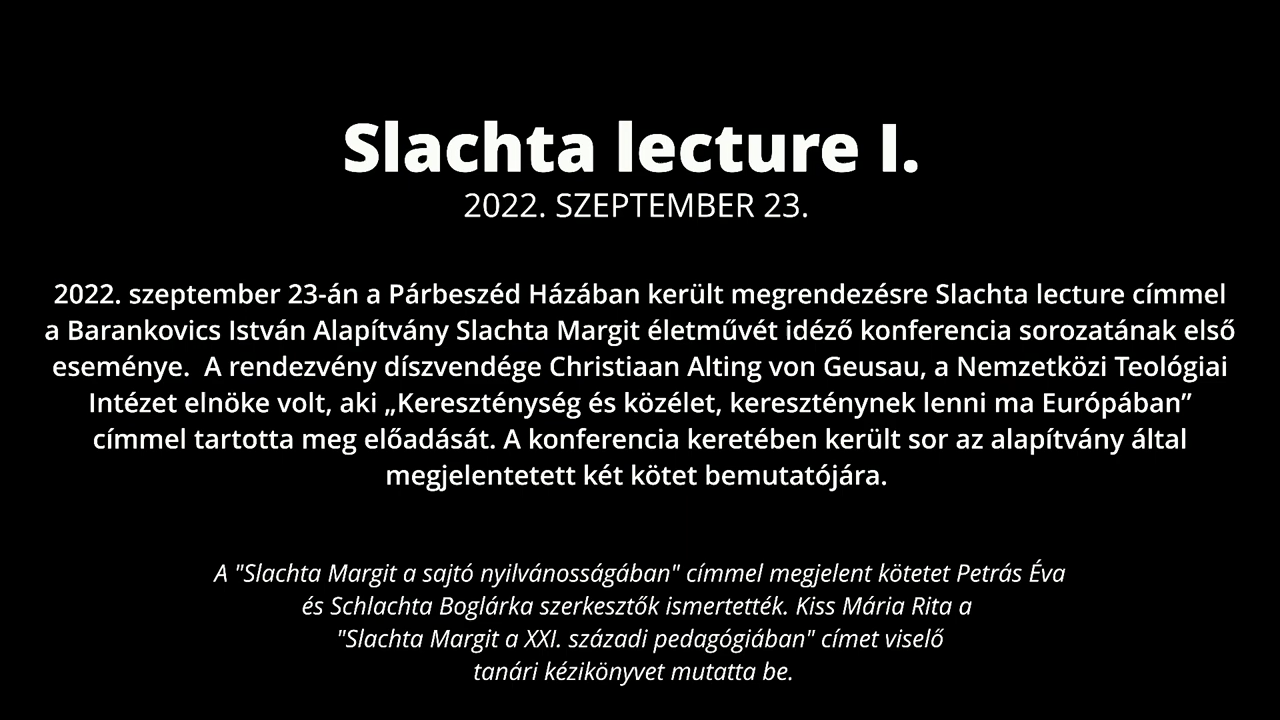 Slachta lecture I.
2022. SZEPTEMBER 23.
2022. szeptember 23-án a Párbeszéd Házában került megrendezésre Slachta lecture címmel
a Barankovics István Alapítvány Slachta Margit életművét idéző konferencia sorozatának első
eseménye.  A rendezvény díszvendége Christiaan Alting von Geusau, a Nemzetközi Teológiai
Intézet elnöke volt, aki „Kereszténység és közélet, kereszténynek lenni ma Európában”
címmel tartotta meg előadását. A konferencia keretében került sor az alapítvány által
megjelentetett két kötet bemutatójára.
A "Slachta Margit a sajtó nyilvánosságában" címmel megjelent kötetet Petrás Éva
és Schlachta Boglárka szerkesztők ismertették. Kiss Mária Rita a
"Slachta Margit a XXI. századi pedagógiában" címet viselő
tanári kézikönyvet mutatta be.